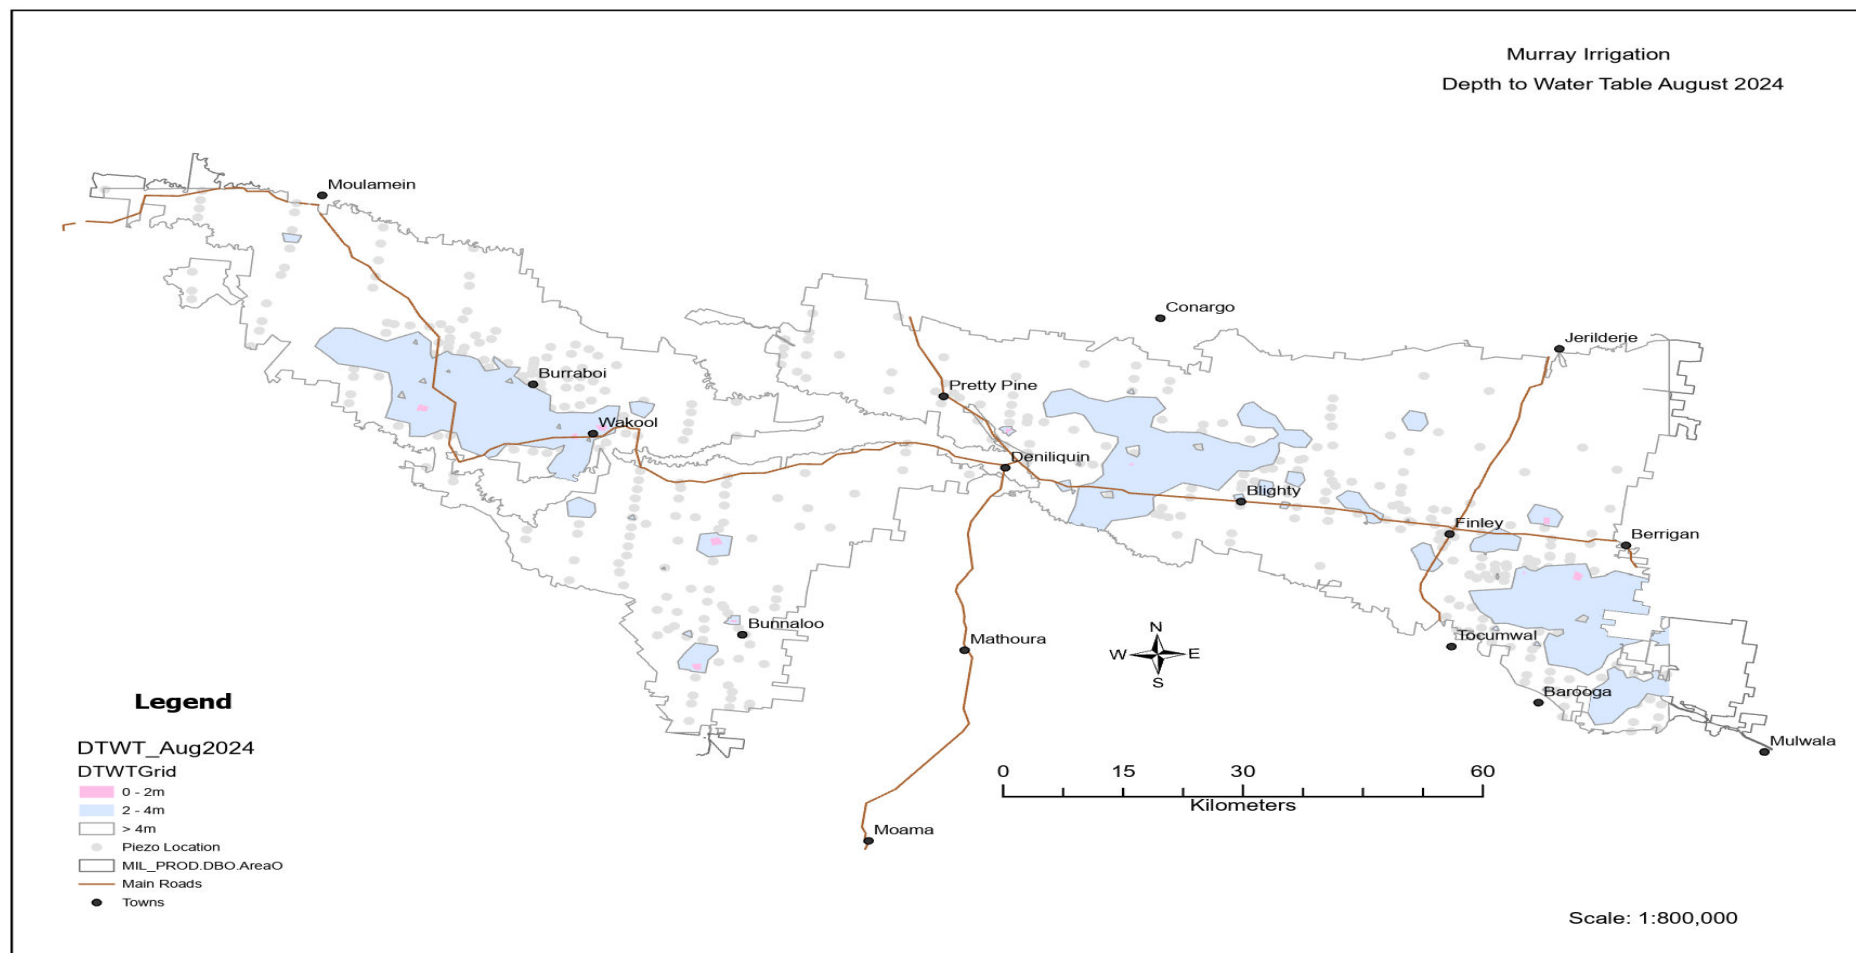 Murray Irrigation
Depth to Water Table August 2024
Moulamein
Conargo
Jerilderie
Burraboi
Pretty Pine
Wakool
Deniliquin
Blighty
Finley
Berrigan
Bunnaloo
Mathoura
Tocumwal
Barooga
Mulwala
Moama
N
W E
S
0 15 30 60
Kilometers
Legend
DTWT_Aug2024
DTWTGrid
0 - 2m
2 - 4m
> 4m
Piezo Location
MIL_PROD.DBO.AreaO
Main Roads
Towns
Scale: 1:800,000